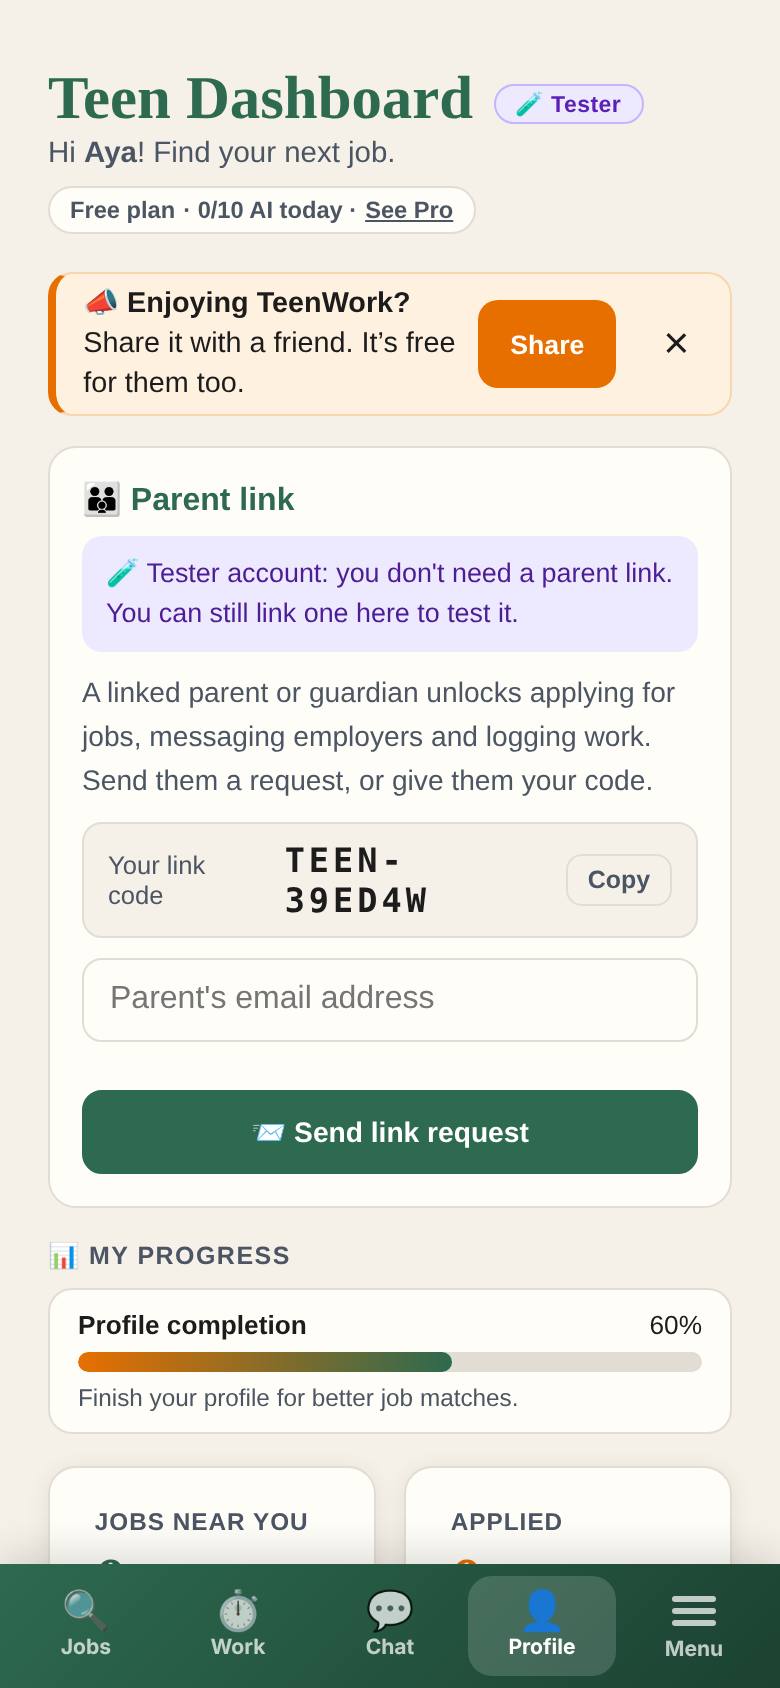 Teen Dashboard
🧪 Tester
Hi Aya! Find your next job.
Free plan · 0/10 AI today · See Pro
📣 Enjoying TeenWork?
Share it with a friend. It’s free
for them too.
Share
✕
👪 Parent link
🧪 Tester account: you don't need a parent link.
You can still link one here to test it.
A linked parent or guardian unlocks applying for
jobs, messaging employers and logging work.
Send them a request, or give them your code.
Your link
code
TEEN-
39ED4W
Copy
Parent's email address
📨 Send link request
📊 MY PROGRESS
Profile completion
60%
Finish your profile for better job matches.
JOBS NEAR YOU
APPLIED
Jobs
Work
Chat
Profile
Menu